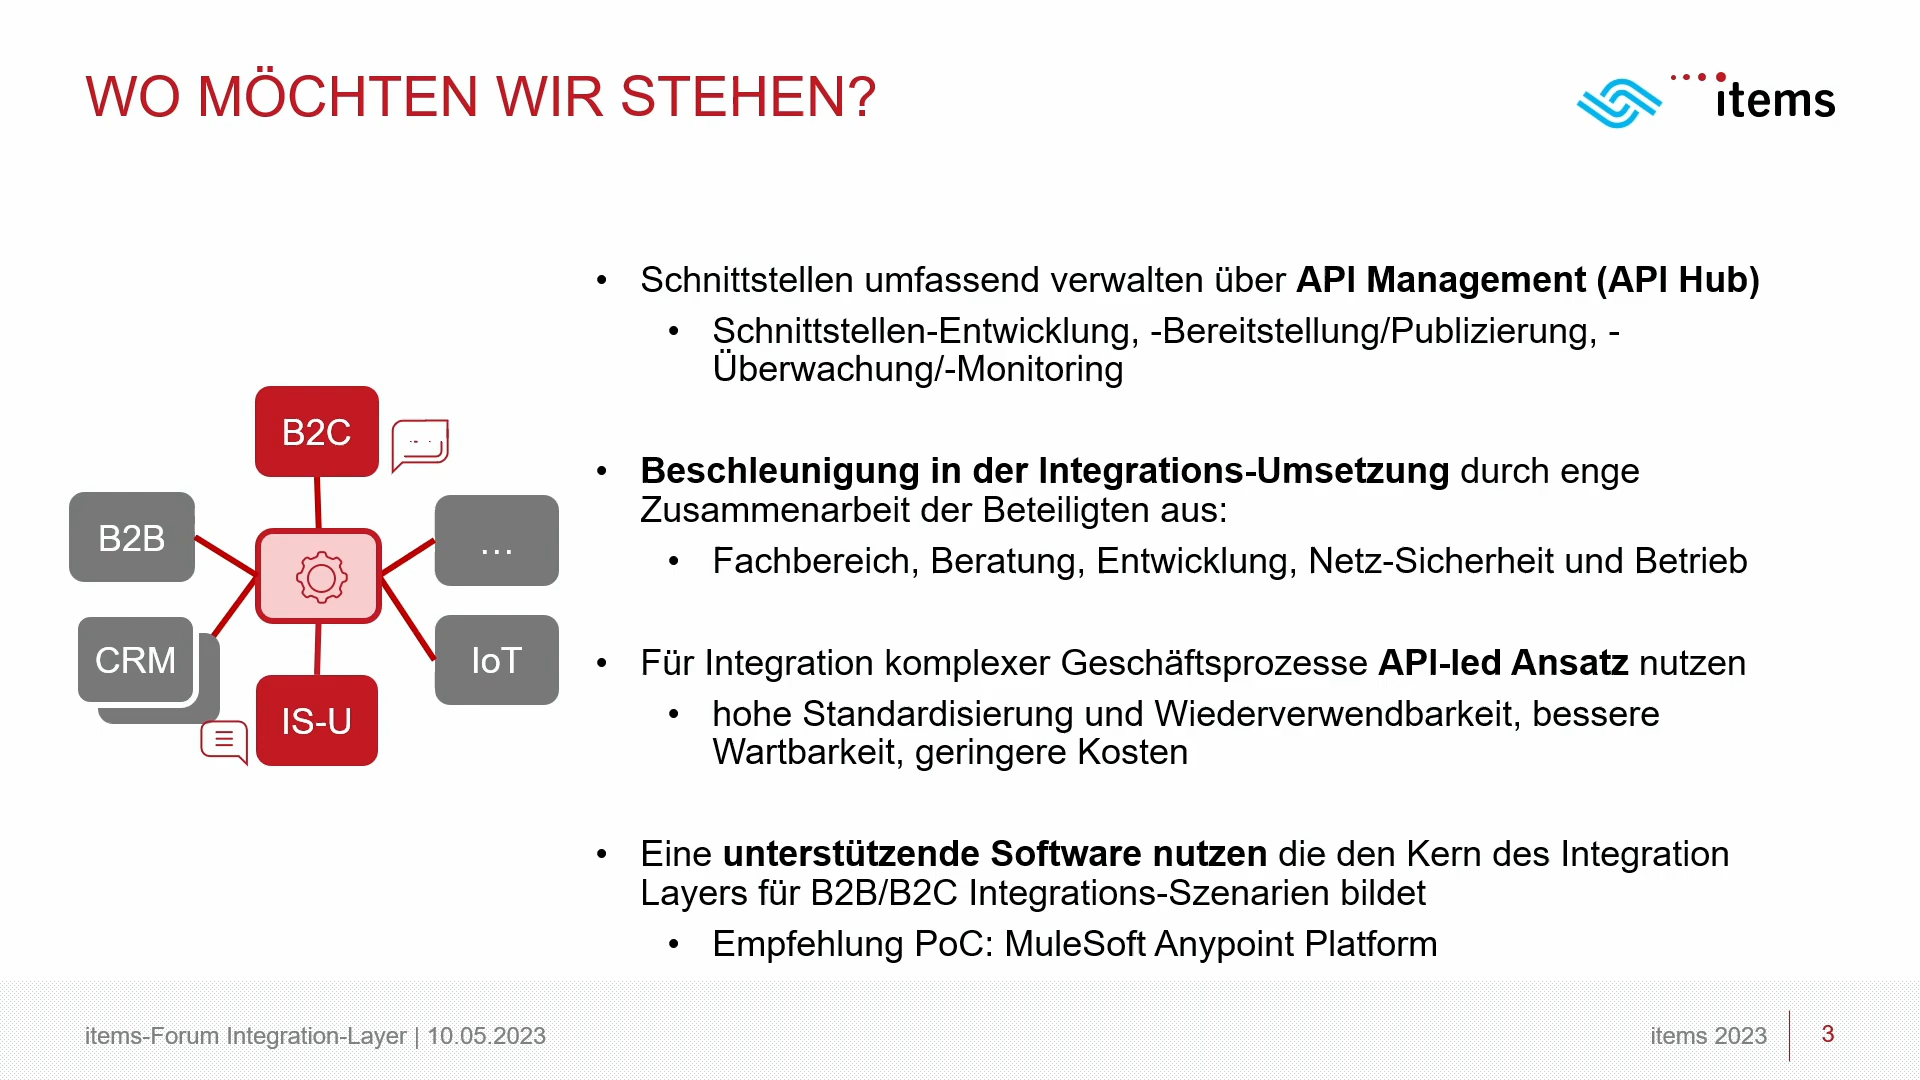 WO MÖCHTEN WIR STEHEN?
items
• Schnittstellen umfassend verwalten über API Management (API Hub)
• Schnittstellen-Entwicklung, -Bereitstellung/Publizierung, -
Überwachung/-Monitoring
• Beschleunigung in der Integrations-Umsetzung durch enge
Zusammenarbeit der Beteiligten aus:
• Fachbereich, Beratung, Entwicklung, Netz-Sicherheit und Betrieb
• Für Integration komplexer Geschäftsprozesse API-led Ansatz nutzen
• hohe Standardisierung und Wiederverwendbarkeit, bessere
Wartbarkeit, geringere Kosten
• Eine unterstützende Software nutzen die den Kern des Integration
Layers für B2B/B2C Integrations-Szenarien bildet
• Empfehlung PoC: MuleSoft Anypoint Platform
B2C
B2B
...
CRM
IoT
IS-U
items-Forum Integration-Layer | 10.05.2023
items 2023
3